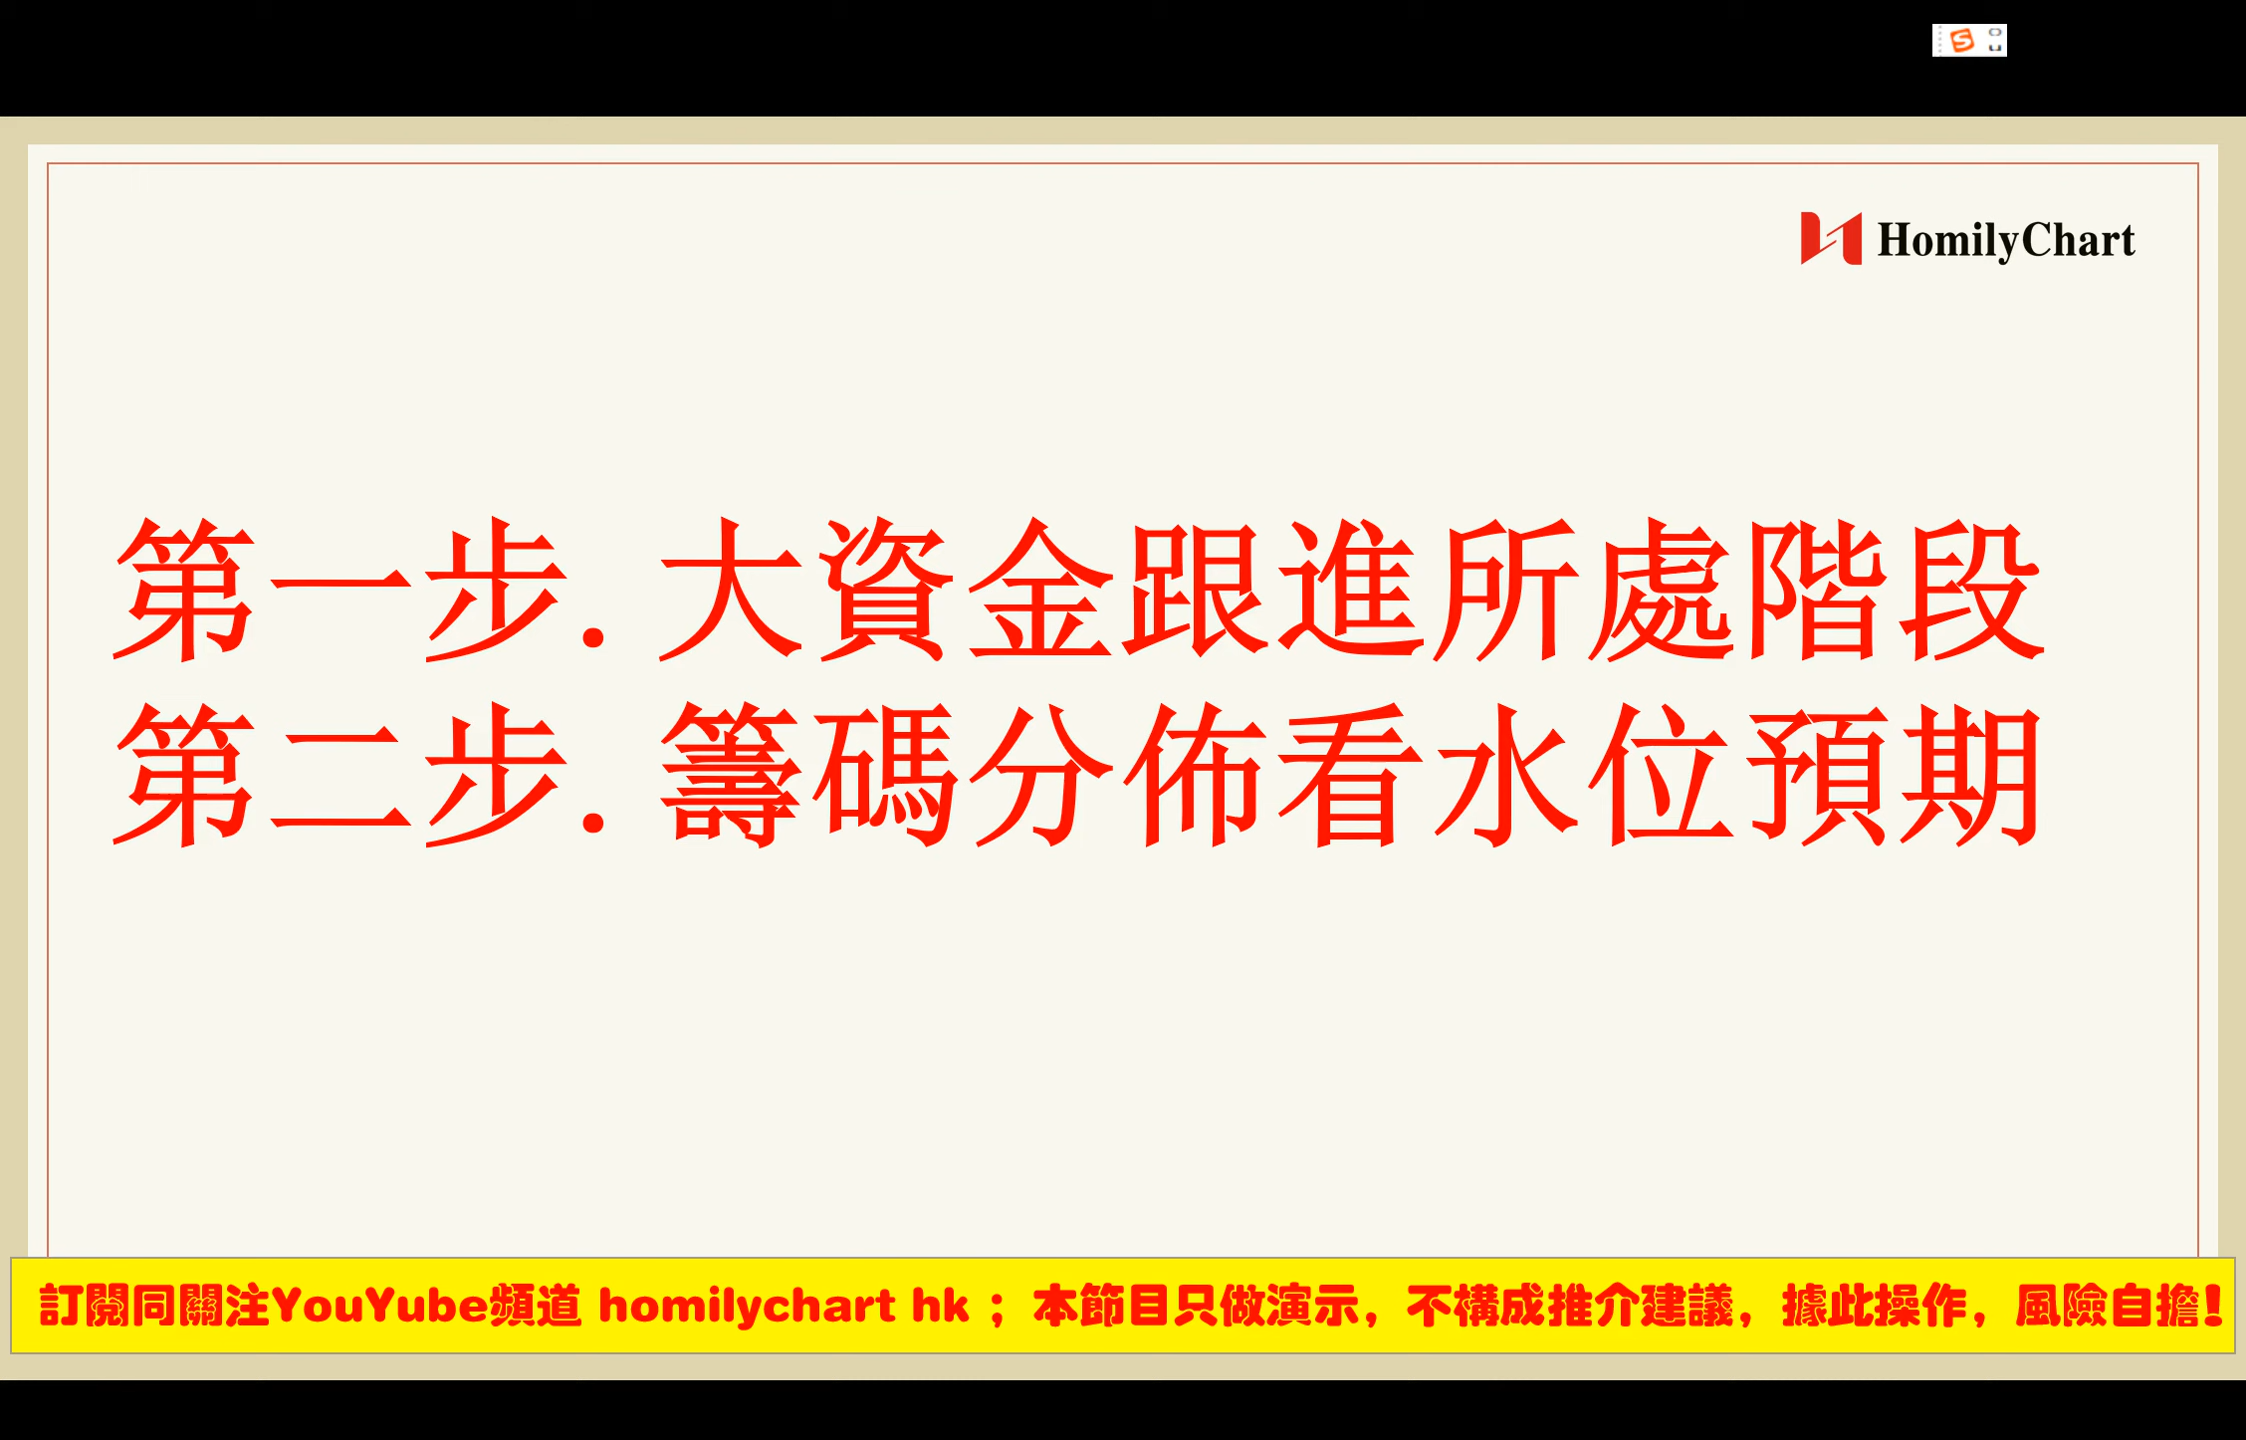 HomilyChart
第一步.大資金跟進所處階段
第二步.籌碼分佈看水位預期
訂閱同關注YouYube頻道 homilychart hk ；本節目只做演示，不構成推介建議，據此操作，風險自擔！